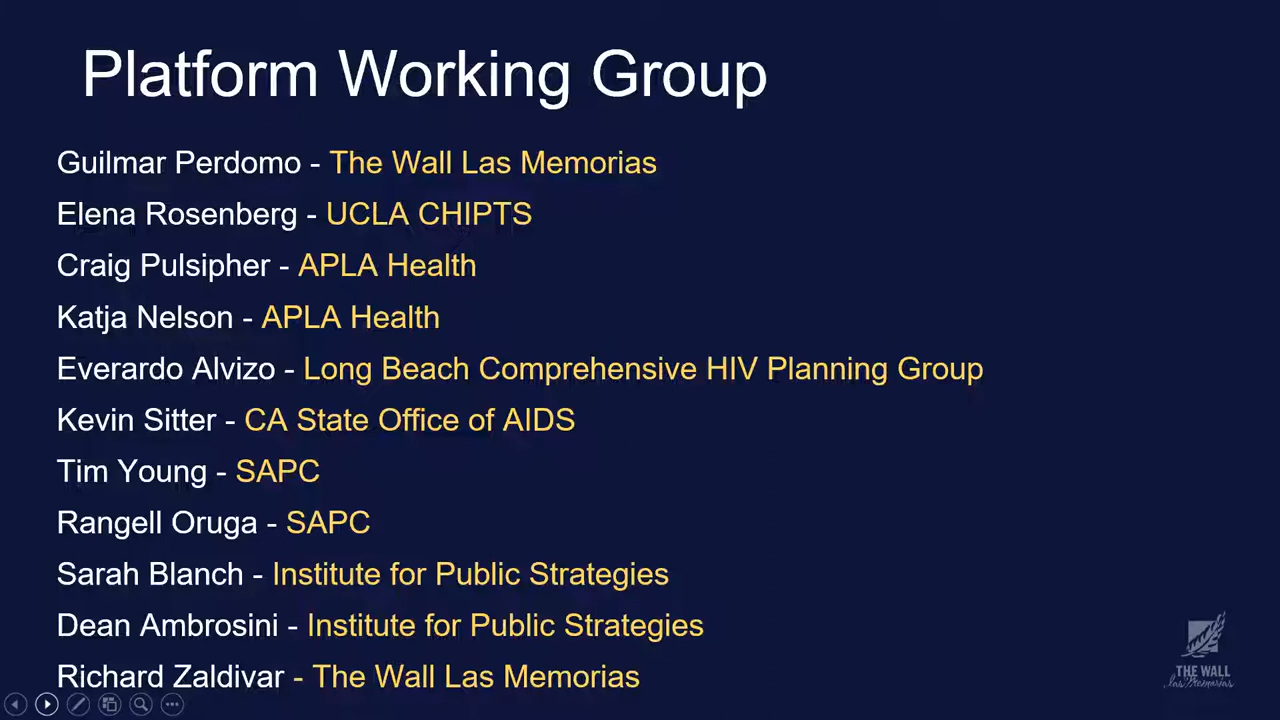 Platform Working Group
Guilmar Perdomo - The Wall Las Memorias
Elena Rosenberg - UCLA CHIPTS
Craig Pulsipher - APLA Health
Katja Nelson - APLA Health
Everardo Alvizo - Long Beach Comprehensive HIV Planning Group
Kevin Sitter - CA State Office of AIDS
Tim Young - SAPC
Rangell Oruga - SAPC
Sarah Blanch - Institute for Public Strategies
Dean Ambrosini - Institute for Public Strategies
Richard Zaldivar - The Wall Las Memorias
THE WALL
las Memorias